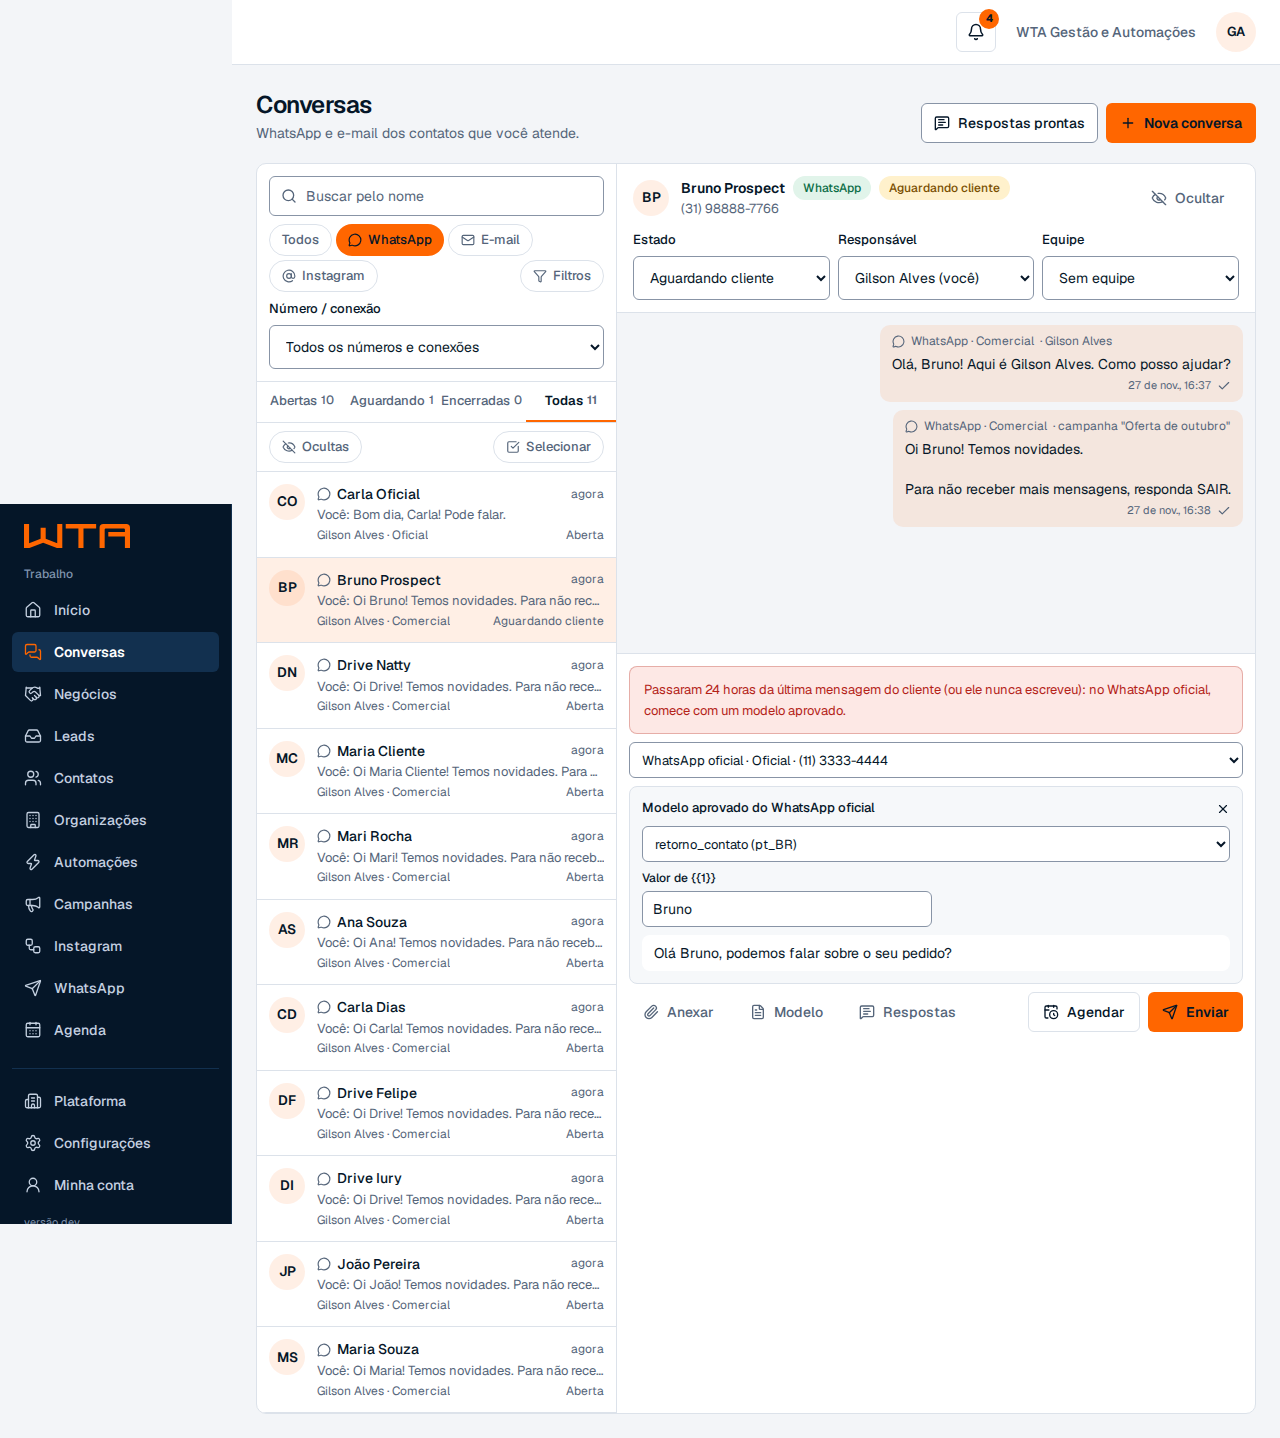 4
WTA Gestão e Automações
GA
Conversas
WhatsApp e e-mail dos contatos que você atende.
Respostas prontas
Nova conversa
WTA
Trabalho
Início
Conversas
Negócios
Leads
Contatos
Organizações
Automações
Campanhas
Instagram
WhatsApp
Agenda
Plataforma
Configurações
Minha conta
versão dev
Buscar pelo nome
Todos
WhatsApp
E-mail
Instagram
Filtros
Número / conexão
Todos os números e conexões
Abertas 10
Aguardando 1
Encerradas 0
Todas 11
Ocultas
Selecionar
CO
Carla Oficial
agora
Você: Bom dia, Carla! Pode falar.
Gilson Alves · Oficial
Aberta
BP
Bruno Prospect
agora
Você: Oi Bruno! Temos novidades. Para não rec...
Gilson Alves · Comercial
Aguardando cliente
DN
Drive Natty
agora
Você: Oi Drive! Temos novidades. Para não rece...
Gilson Alves · Comercial
Aberta
MC
Maria Cliente
agora
Você: Oi Maria Cliente! Temos novidades. Para ...
Gilson Alves · Comercial
Aberta
MR
Mari Rocha
agora
Você: Oi Mari! Temos novidades. Para não receb...
Gilson Alves · Comercial
Aberta
AS
Ana Souza
agora
Você: Oi Ana! Temos novidades. Para não receb...
Gilson Alves · Comercial
Aberta
CD
Carla Dias
agora
Você: Oi Carla! Temos novidades. Para não rece...
Gilson Alves · Comercial
Aberta
DF
Drive Felipe
agora
Você: Oi Drive! Temos novidades. Para não rece...
Gilson Alves · Comercial
Aberta
DI
Drive Iury
agora
Você: Oi Drive! Temos novidades. Para não rece...
Gilson Alves · Comercial
Aberta
JP
João Pereira
agora
Você: Oi João! Temos novidades. Para não rece...
Gilson Alves · Comercial
Aberta
MS
Maria Souza
agora
Você: Oi Maria! Temos novidades. Para não rece...
Gilson Alves · Comercial
Aberta
BP
Bruno Prospect
WhatsApp
Aguardando cliente
(31) 98888-7766
Ocultar
Estado
Responsável
Equipe
Aguardando cliente
Gilson Alves (você)
Sem equipe
WhatsApp · Comercial · Gilson Alves
Olá, Bruno! Aqui é Gilson Alves. Como posso ajudar?
27 de nov., 16:37
WhatsApp · Comercial · campanha "Oferta de outubro"
Oi Bruno! Temos novidades.
Para não receber mais mensagens, responda SAIR.
27 de nov., 16:38
Passaram 24 horas da última mensagem do cliente (ou ele nunca escreveu): no WhatsApp oficial,
comece com um modelo aprovado.
WhatsApp oficial · Oficial · (11) 3333-4444
Modelo aprovado do WhatsApp oficial
retorno_contato (pt_BR)
Valor de {{1}}
Bruno
Olá Bruno, podemos falar sobre o seu pedido?
Anexar
Modelo
Respostas
Agendar
Enviar